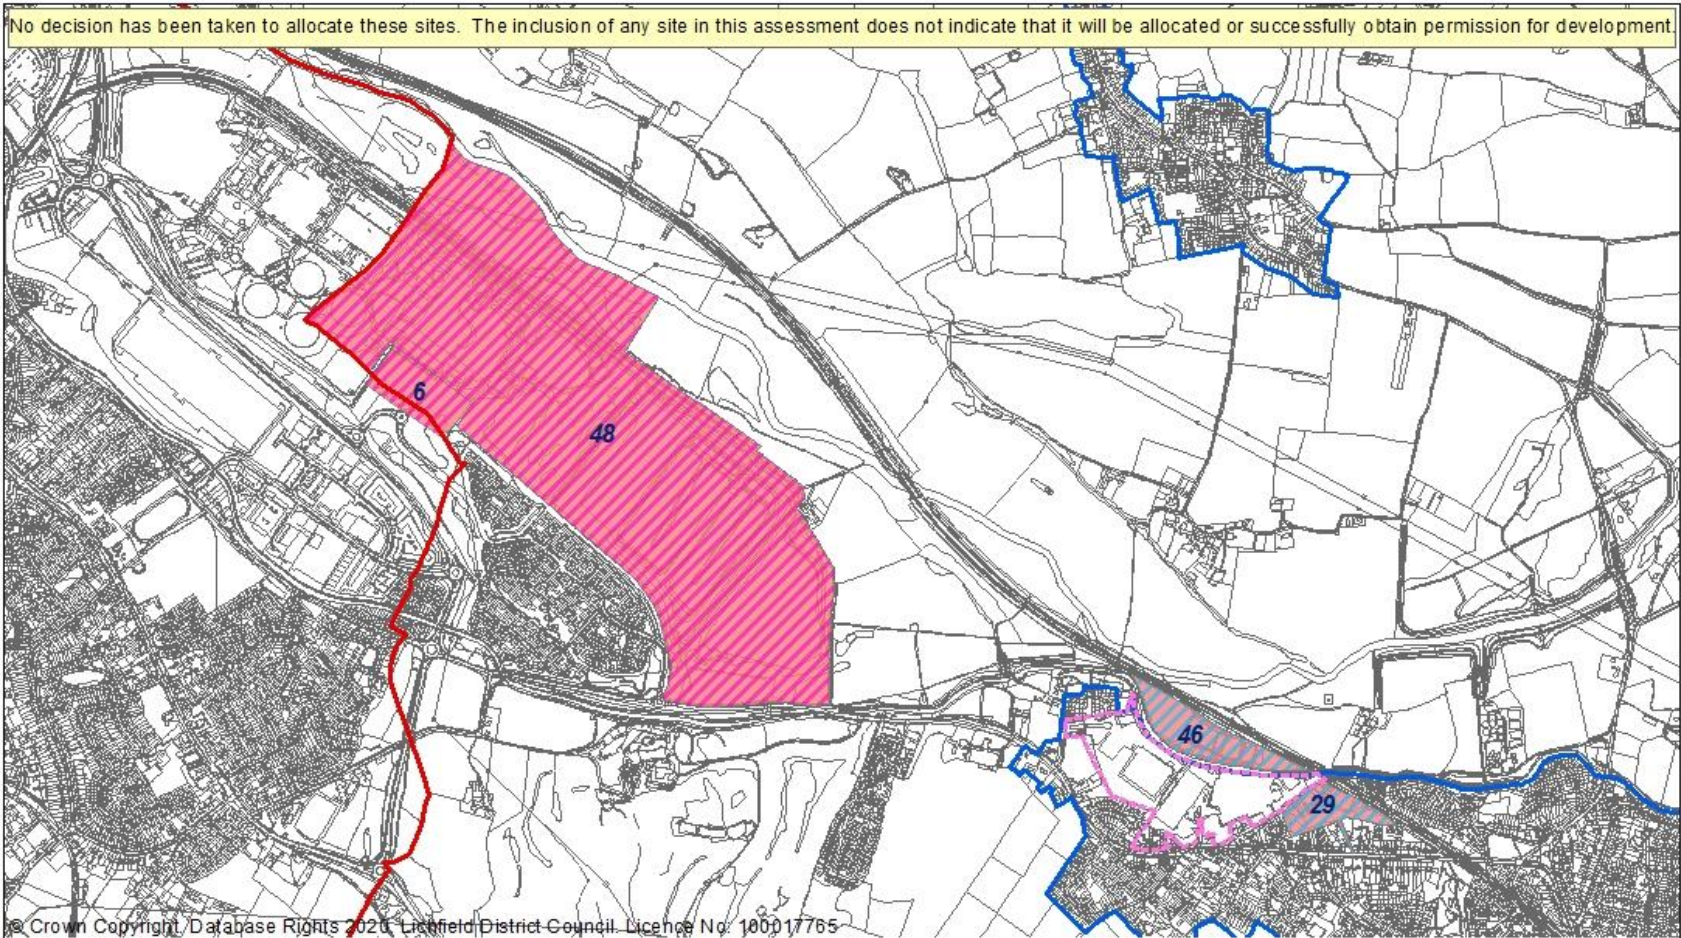 No decision has been taken to allocate these sites. The inclusion of any site in this assessment does not indicate that it will be allocated or successfully obtain permission for development.
6
48
46
29
© Crown Copyright. Database Rights 2020. Lichfield District Council. Licence No: 100017765